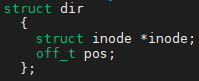 struct dir
  {
    struct inode *inode;
    off_t pos;
  };